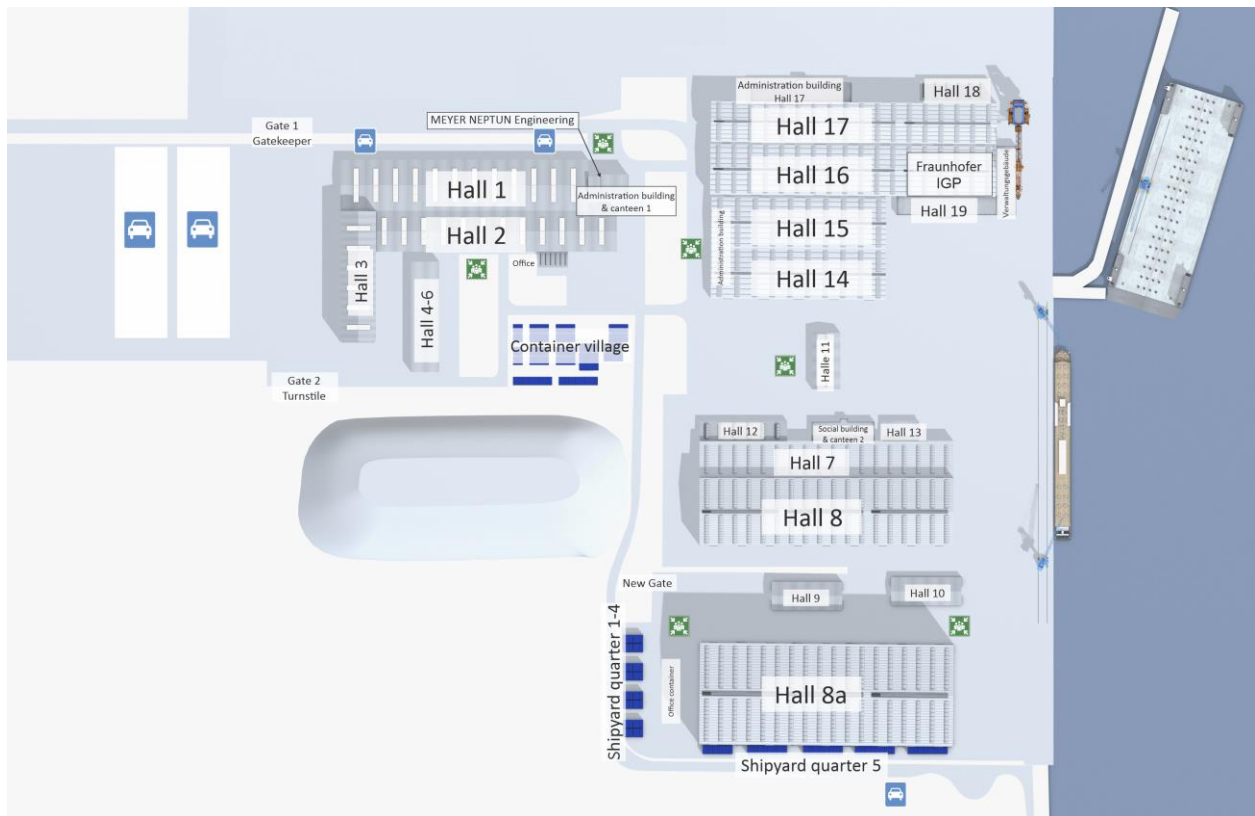 Administration building
Hall 17
Hall 18
MEYER NEPTUN Engineering
Gate 1
Gatekeeper
Hall 17
Hall 16
Fraunhofer
IGP
Verwaltungsgebäude
Hall 1
Administration building
& canteen 1
Hall 19
Hall 2
Hall 15
Administration building
Office
Hall 3
Hall 14
Hall 4-6
Container village
Halle 11
Gate 2
Turnstile
Hall 12
Social building
& canteen 2
Hall 13
Hall 7
Hall 8
New Gate
Hall 9
Hall 10
Shipyard quarter 1-4
Office container
Hall 8a
Shipyard quarter 5